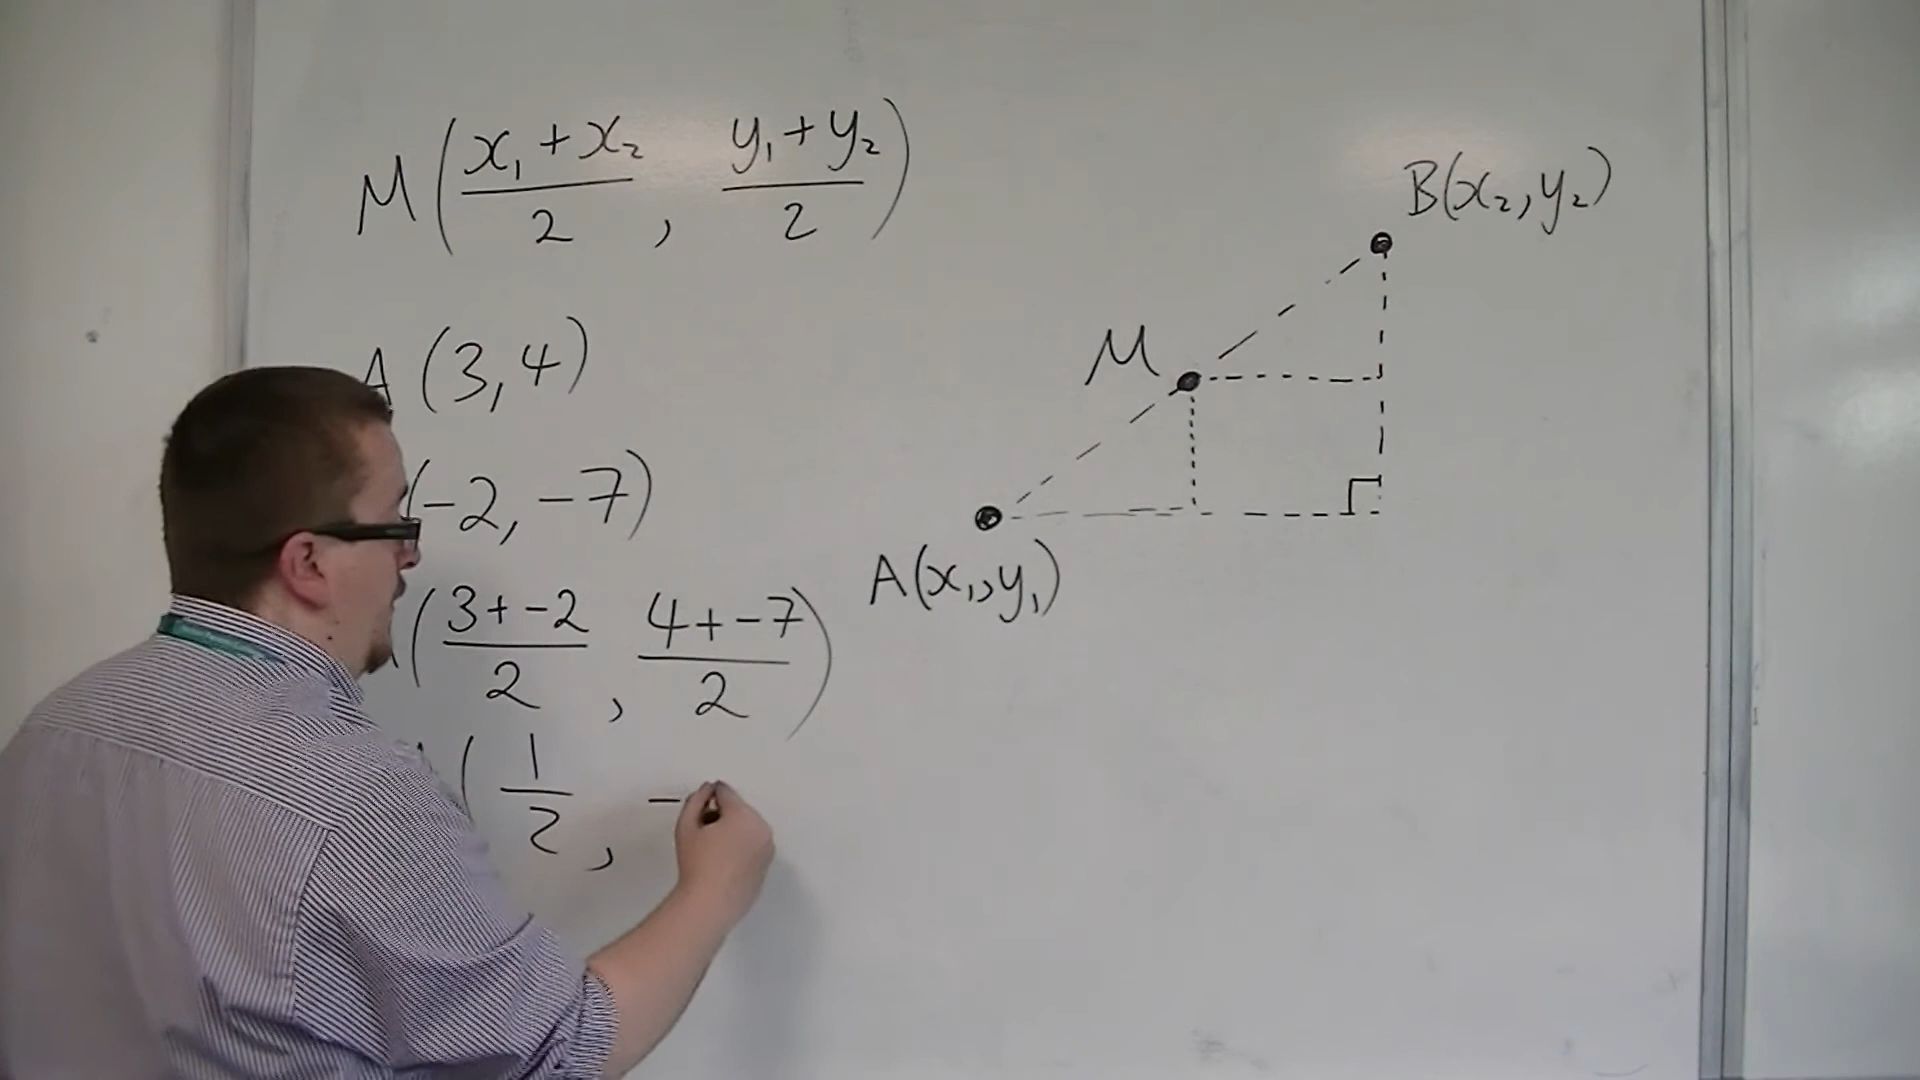 M(x₁+x₂/2, y₁+y₂/2)
A(3,4)
(-2,-7)
(3+-2/2, 4+-7/2)
(1/2, -
B(x₂,y₂)
M
A(x₁,y₁)